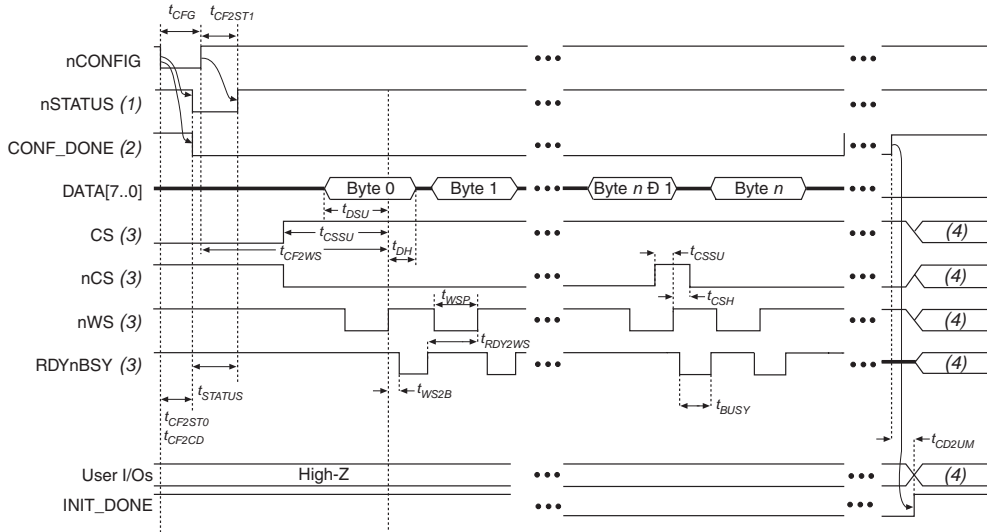 tCFG tCF2ST1
nCONFIG
nSTATUS (1)
CONF_DONE (2)
DATA[7..0] Byte 0 Byte 1 Byte n Ð 1 Byte n
tDSU
CS (3) tCSSU (4)
tCF2WS tDH
tCSSU
nCS (3) (4)
tCSH
tWSP
nWS (3) (4)
tRDY2WS
RDYnBSY (3) (4)
tSTATUS tWS2B
tBUSY
tCF2ST0
tCF2CD
tCD2UM
User I/Os High-Z (4)
INIT_DONE